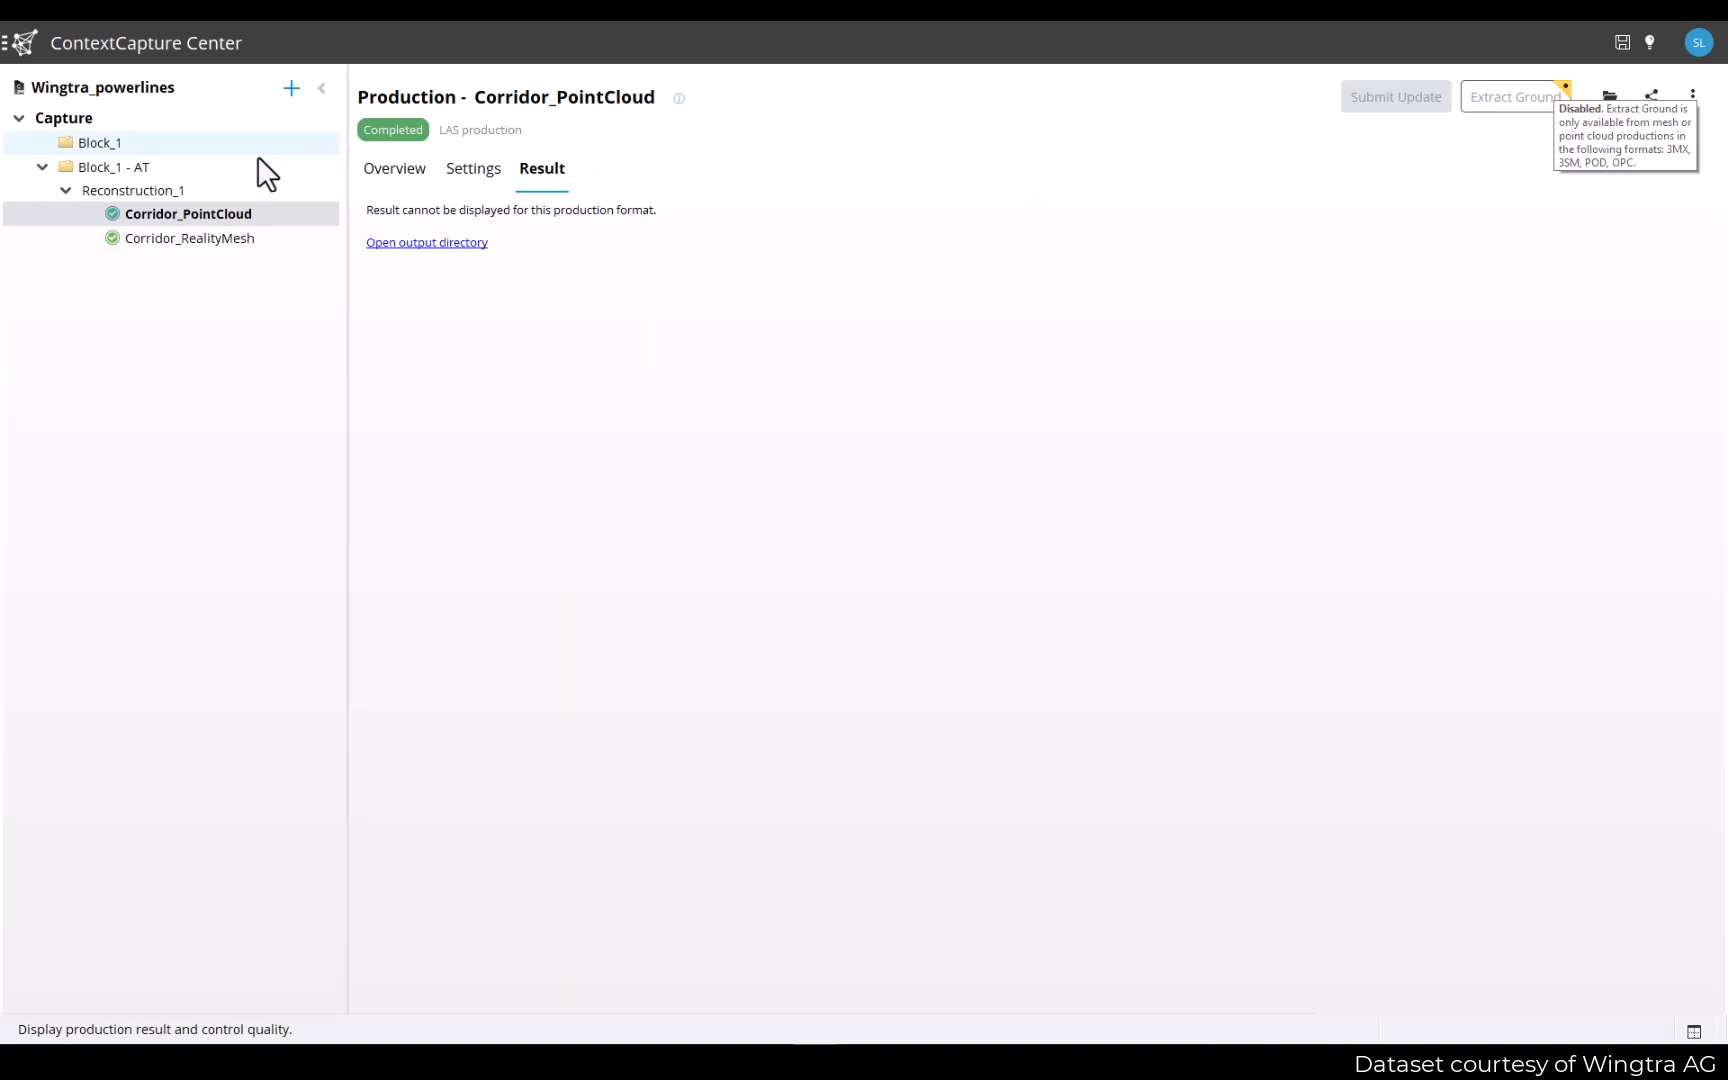 ContextCapture Center
SL
Wingtra_powerlines
Capture
Block_1
Block_1 - AT
Reconstruction_1
Corridor_PointCloud
Corridor_RealityMesh
Production - Corridor_PointCloud
Submit Update
Extract Ground
Completed
LAS production
Disabled. Extract Ground is
only available from mesh or
point cloud productions in
the following formats: 3MX,
3SM, POD, OPC.
Overview
Settings
Result
Result cannot be displayed for this production format.
Open output directory
Display production result and control quality.
Dataset courtesy of Wingtra AG